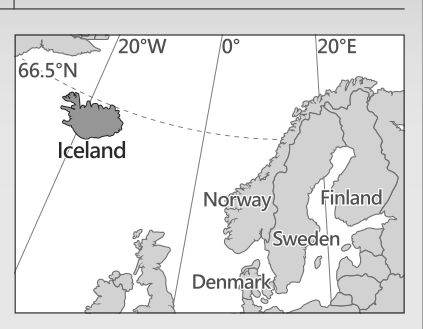 20°W
0°
20°E
66.5°N
Iceland
Norway
Finland
Sweden
Denmark